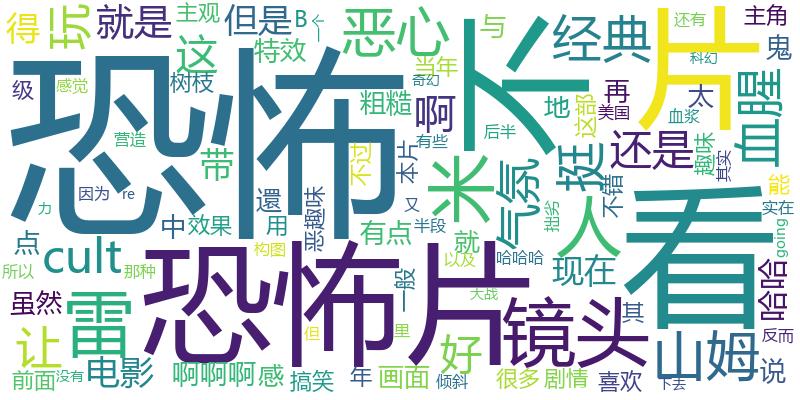 得 玩 就是 主观 但是 B 恶心 与 还有 主角
级 感觉 树枝 这 特效 当年 奇幻 经典 科幻 鬼
恐怖 不 片 看
营造 带 粗糙 啊 有些 后半 地 再 美国 太 血腥
因为 re 還 不过 本片 米 气氛 挺 这部 还是 血浆 趣味 其实
力 中 效果 用 恶趣味 又 人 不错 能
点 cult 有点 半段 就 拙劣 实在
所以 那种 构图 以及 哈哈哈 现在 going
恐怖片 镜头 哈哈
虽然 雷 一般 大战 其 反而
让 但 里 好 山姆
前面 没有 电影 啊啊啊 感 搞笑 年 画面 倾斜 很多 剧情 喜欢 下去 说